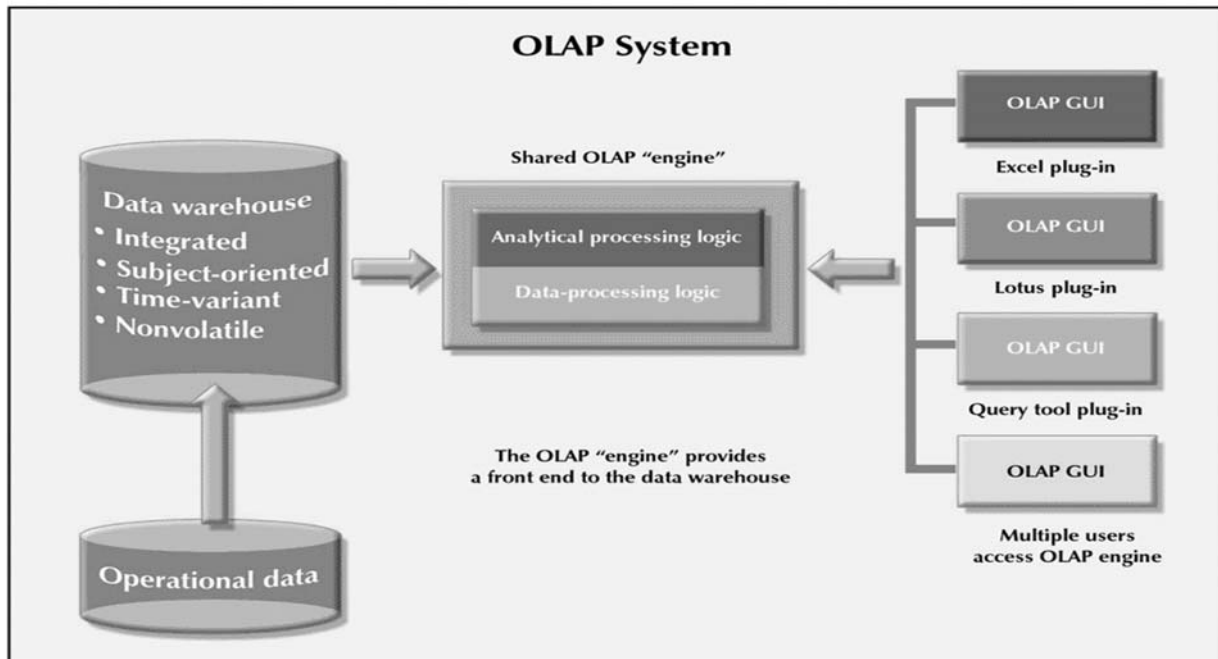 OLAP System
Data warehouse
• Integrated
• Subject-oriented
• Time-variant
• Nonvolatile
Operational data
Shared OLAP “engine”
Analytical processing logic
Data-processing logic
The OLAP “engine” provides
a front end to the data warehouse
OLAP GUI
Excel plug-in
OLAP GUI
Lotus plug-in
OLAP GUI
Query tool plug-in
OLAP GUI
Multiple users
access OLAP engine